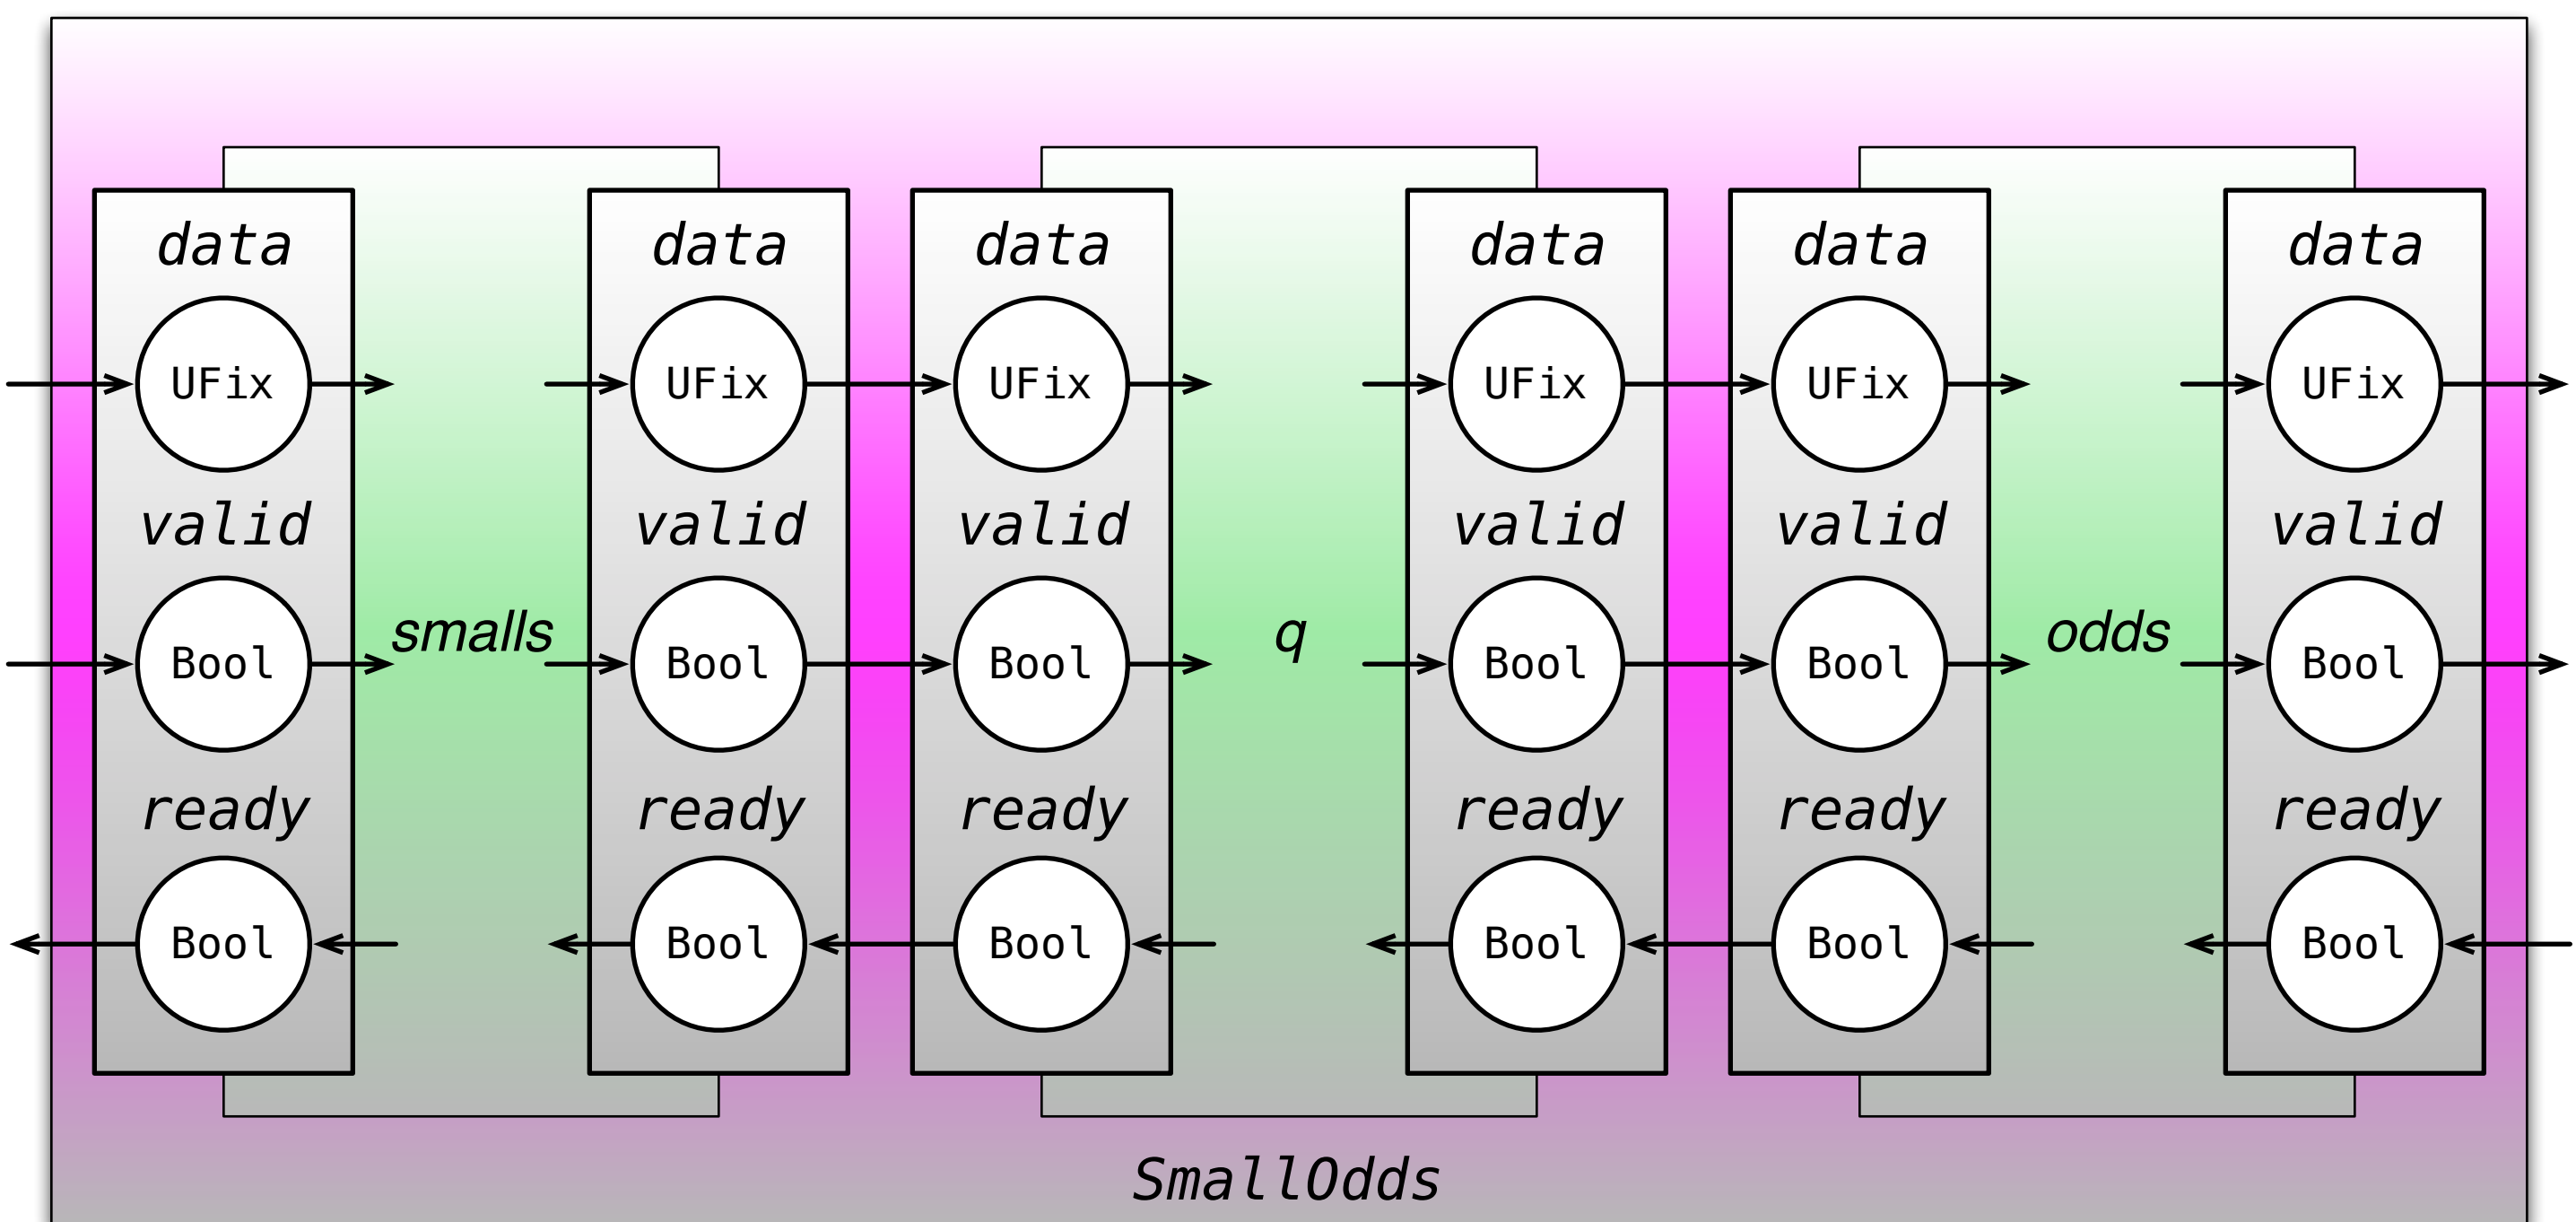 data data data data data data
UFix UFix UFix UFix UFix UFix
valid valid valid valid valid valid
smalls q odds
Bool Bool Bool Bool Bool Bool
ready ready ready ready ready ready
Bool Bool Bool Bool Bool Bool
SmallOdds